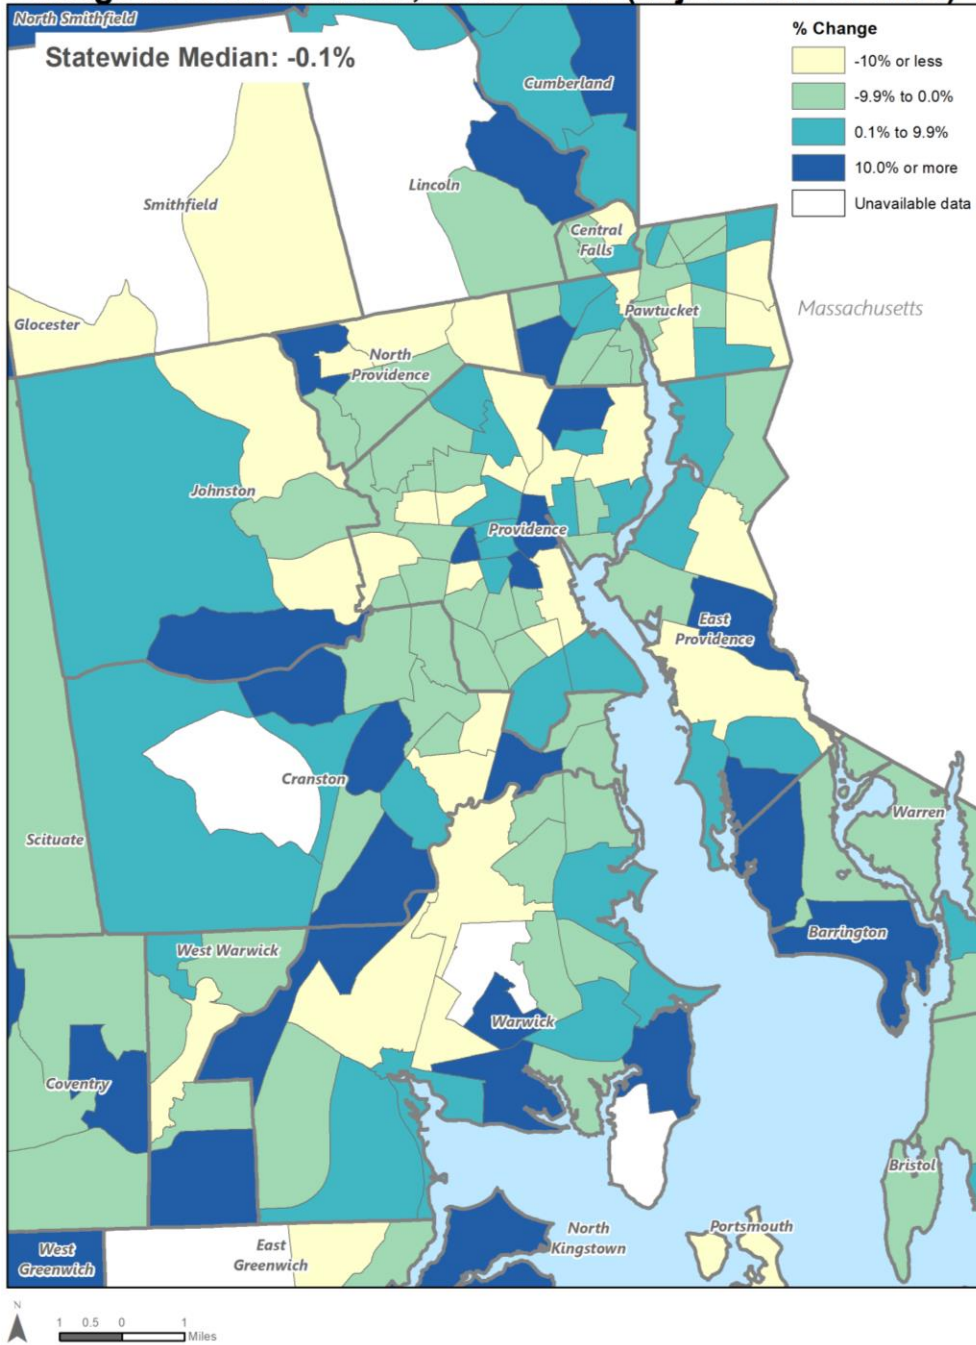 North Smithfield
Statewide Median: -0.1%
Cumberland
% Change
-10% or less
-9.9% to 0.0%
0.1% to 9.9%
10.0% or more
Unavailable data
Smithfield
Lincoln
Central
Falls
Glocester
Pawtucket
Massachusetts
North
Providence
Johnston
Providence
East
Providence
Cranston
Scituate
Warren
Barrington
West Warwick
Warwick
Coventry
Bristol
West
Greenwich
East
Greenwich
North
Kingstown
Portsmouth
N
1 0.5 0 1
Miles